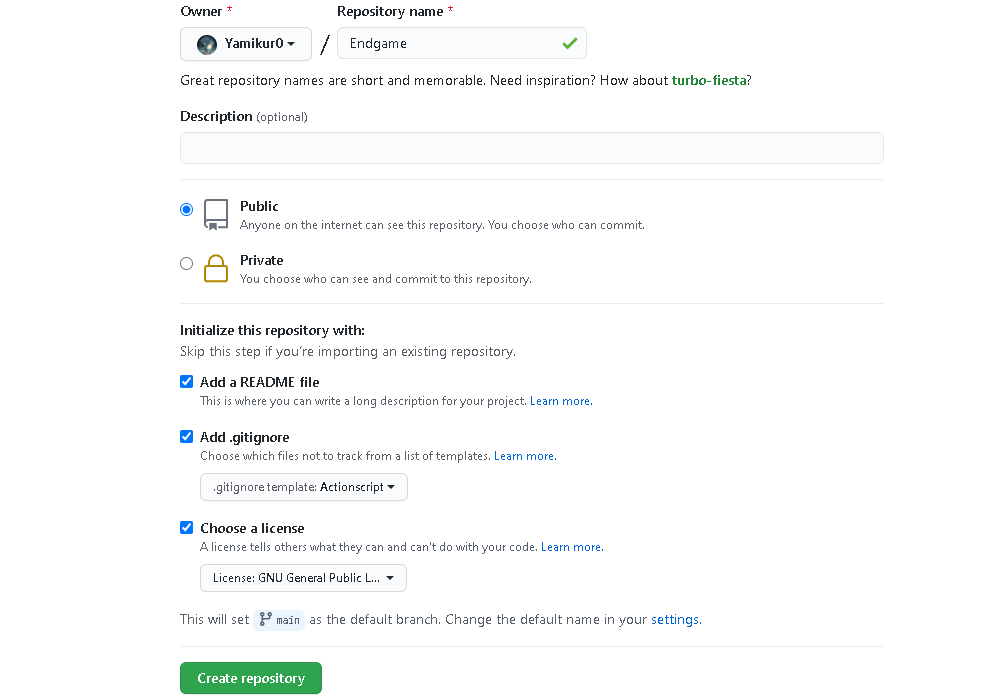 Owner * Repository name *
Yamikur0 / Endgame
Great repository names are short and memorable. Need inspiration? How about turbo-fiesta?
Description (optional)
Public
Anyone on the internet can see this repository. You choose who can commit.
Private
You choose who can see and commit to this repository.
Initialize this repository with:
Skip this step if you're importing an existing repository.
Add a README file
This is where you can write a long description for your project. Learn more.
Add .gitignore
Choose which files not to track from a list of templates. Learn more.
.gitignore template: Actionscript
Choose a license
A license tells others what they can and can't do with your code. Learn more.
License: GNU General Public L...
This will set main as the default branch. Change the default name in your settings.
Create repository